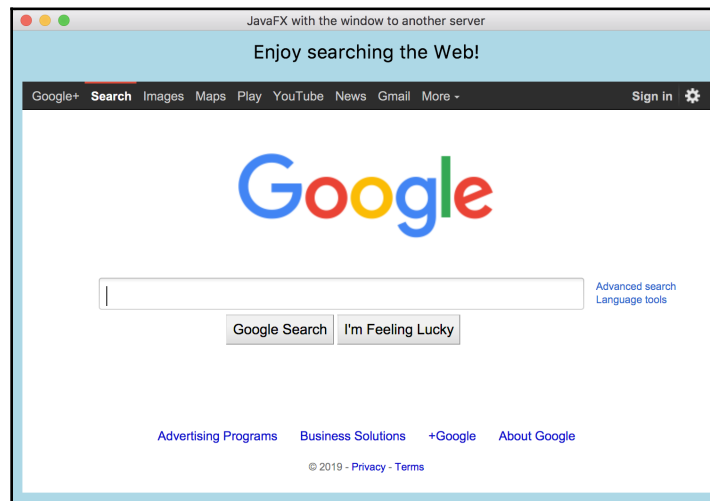 JavaFX with the window to another server
Enjoy searching the Web!
Google+ Search Images Maps Play YouTube News Gmail More Sign in
Google
Advanced search
Language tools
Google Search I'm Feeling Lucky
Advertising Programs Business Solutions +Google About Google
© 2019 - Privacy - Terms